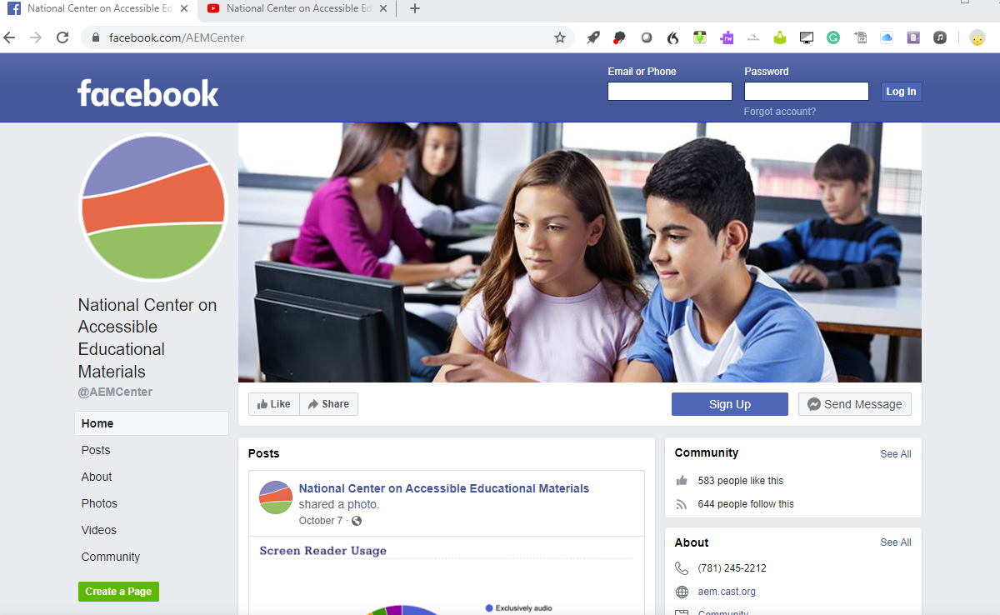 National Center on Accessible Ed
National Center on Accessible Ed
facebook.com/AEMCenter
facebook
Email or Phone
Password
Log In
Forgot account?
National Center on
Accessible
Educational
Materials
@AEMCenter
Home
Posts
About
Photos
Videos
Community
Create a Page
Like
Share
Sign Up
Send Message
Posts
National Center on Accessible Educational Materials
shared a photo.
October 7 ·
Screen Reader Usage
Exclusively audio
Community
See All
583 people like this
644 people follow this
About
See All
(781) 245-2212
aem.cast.org
Community